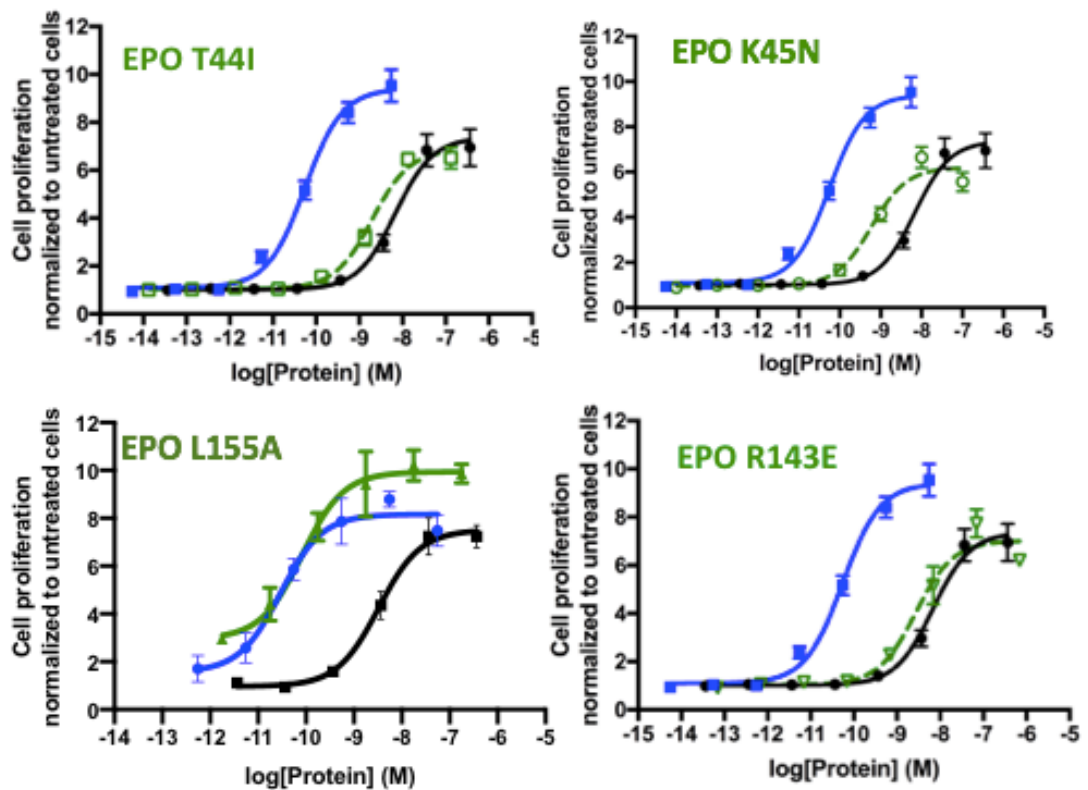 EPO T44I
Cell proliferation
normalized to untreated cells
12
10
8
6
4
2
0
-15 -14 -13 -12 -11 -10 -9 -8 -7 -6 -5
log[Protein] (M)
EPO K45N
Cell proliferation
normalized to untreated cells
12
10
8
6
4
2
0
-15 -14 -13 -12 -11 -10 -9 -8 -7 -6 -5
log[Protein] (M)
EPO L155A
Cell proliferation
normalized to untreated cells
12
10
8
6
4
2
0
-14 -13 -12 -11 -10 -9 -8 -7 -6 -5
log[Protein] (M)
EPO R143E
Cell proliferation
normalized to untreated cells
12
10
8
6
4
2
0
-15 -14 -13 -12 -11 -10 -9 -8 -7 -6 -5
log[Protein] (M)